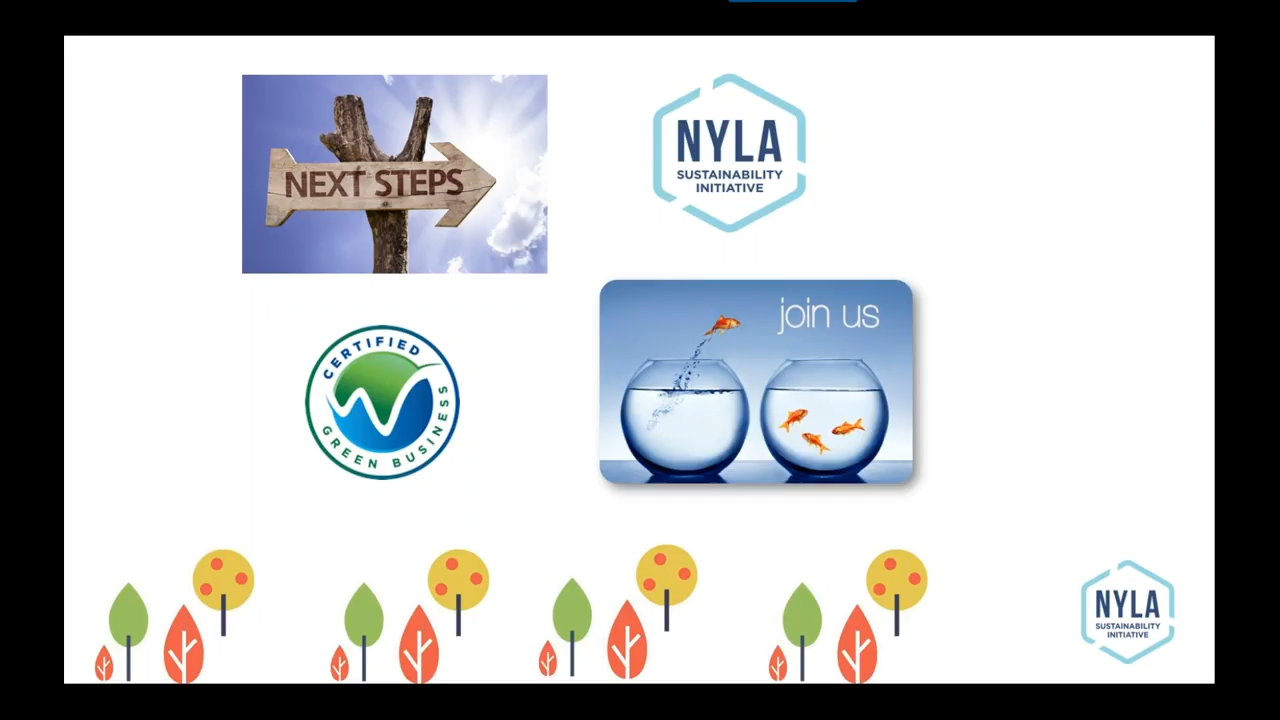 NEXT STEPS
NYLA
SUSTAINABILITY
INITIATIVE
join us
CERTIFIED
GREEN BUSINESS
NYLA
SUSTAINABILITY
INITIATIVE